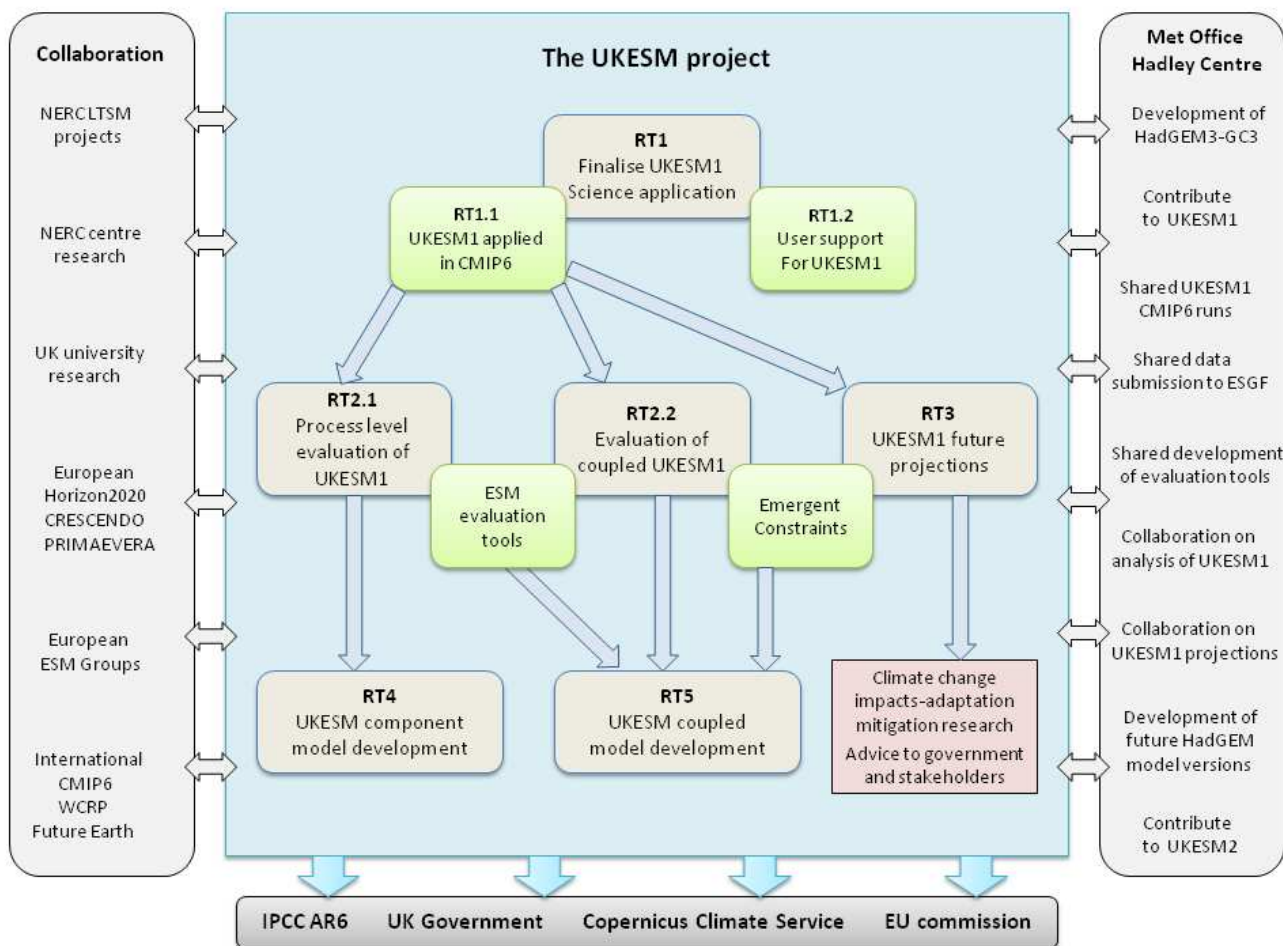 Collaboration
NERC LTSM
projects
NERC centre
research
UK university
research
European
Horizon2020
CRESCENDO
PRIMAEVERA
European
ESM Groups
International
CMIP6
WCRP
Future Earth
The UKESM project
RT1
Finalise UKESM1
Science application
RT1.1
UKESM1 applied
in CMIP6
RT1.2
User support
For UKESM1
RT2.1
Process level
evaluation of
UKESM1
RT2.2
Evaluation of
coupled UKESM1
RT3
UKESM1 future
projections
ESM
evaluation
tools
Emergent
Constraints
RT4
UKESM component
model development
RT5
UKESM coupled
model development
Climate change
impacts-adaptation
mitigation research
Advice to government
and stakeholders
Met Office
Hadley Centre
Development of
HadGEM3-GC3
Contribute
to UKESM1
Shared UKESM1
CMIP6 runs
Shared data
submission to ESGF
Shared development
of evaluation tools
Collaboration on
analysis of UKESM1
Collaboration on
UKESM1 projections
Development of
future HadGEM
model versions
Contribute
to UKESM2
IPCC AR6 UK Government Copernicus Climate Service EU commission